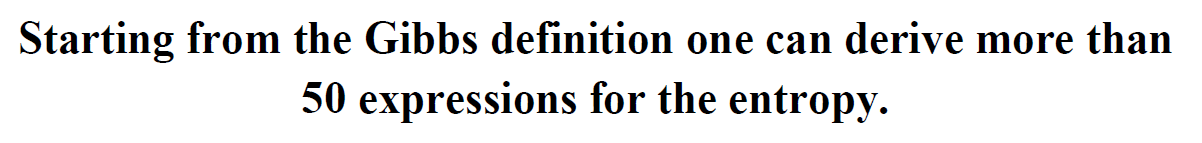 Starting from the Gibbs definition one can derive more than
50 expressions for the entropy.